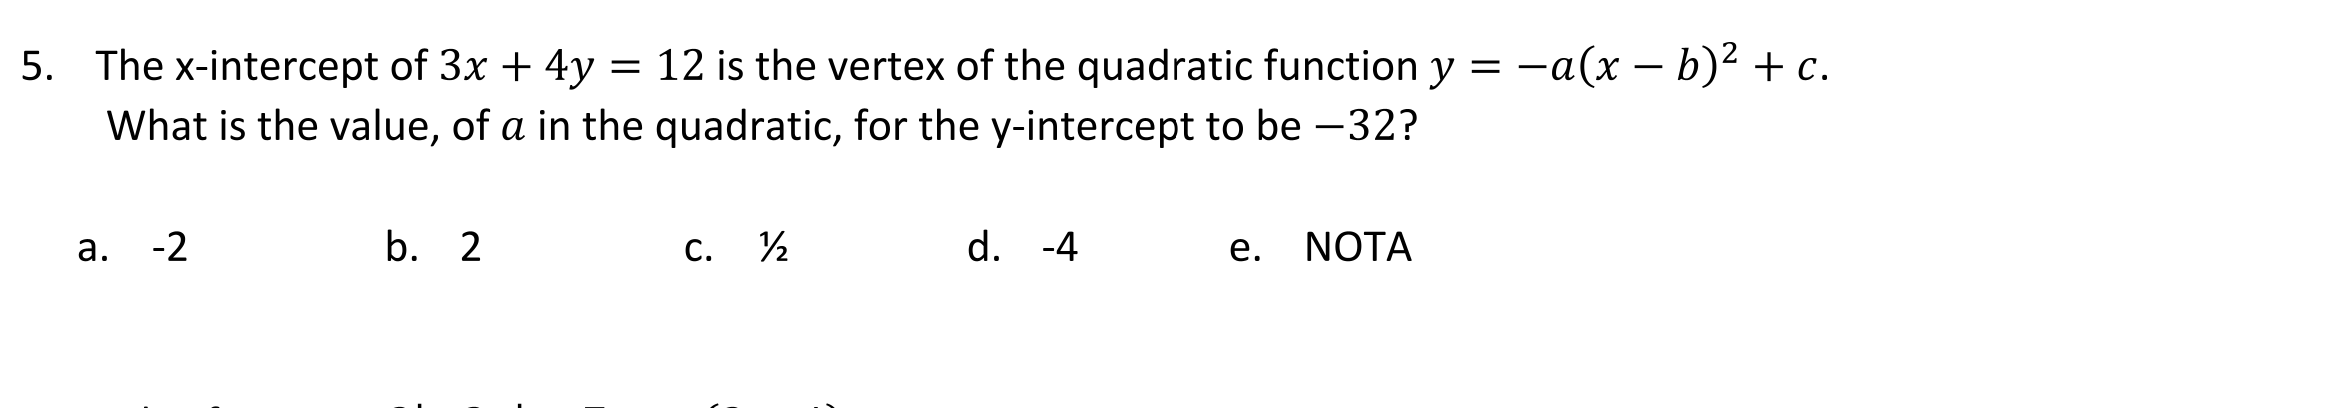 5. The x-intercept of 3x + 4y = 12 is the vertex of the quadratic function y = −a(x − b)² + c.
What is the value, of a in the quadratic, for the y-intercept to be −32?
a. -2 b. 2 c. ½ d. -4 e. NOTA